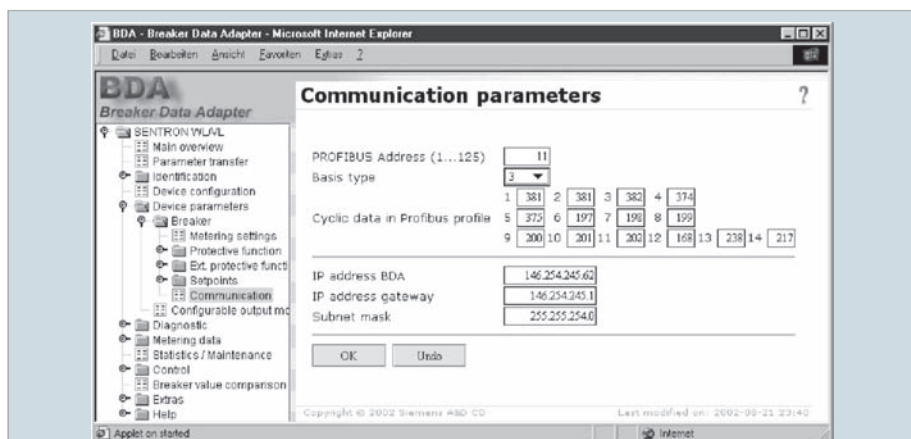 BDA - Breaker Data Adapter - Microsoft Internet Explorer
Datei Bearbeiten Ansicht Favoriten Extras ?
BDA
Breaker Data Adapter
SENTRON WL/VL
Main overview
Parameter transfer
Identification
Device configuration
Device parameters
Breaker
Metering settings
Protective function
Ext. protective functi
Setpoints
Communication
Configurable output mo
Diagnostic
Metering data
Statistics / Maintenance
Control
Breaker value comparison
Extras
Help
Communication parameters ?
PROFIBUS Address (1...125) 11
Basis type 3
Cyclic data in Profibus profile
1 381 2 381 3 382 4 374
5 375 6 197 7 198 8 199
9 200 10 201 11 202 12 168 13 238 14 217
IP address BDA 146.254.245.62
IP address gateway 146.254.245.1
Subnet mask 255.255.254.0
OK Undo
Copyright © 2002 Siemens A&D CD Last modified on: 2002-08-21 23:40
Applet on started Internet